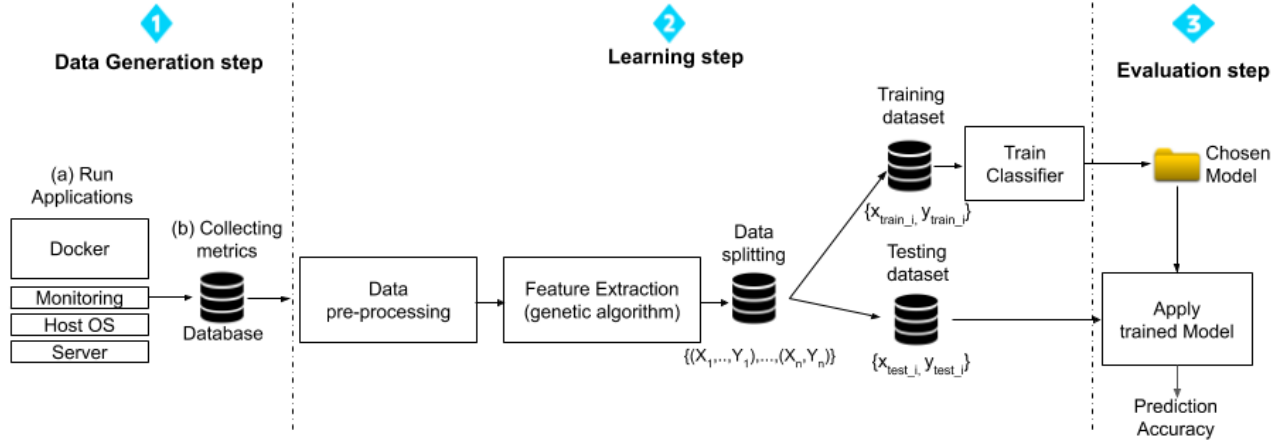 1
Data Generation step
(a) Run
Applications
Docker
Monitoring
Host OS
Server
(b) Collecting
metrics
Database
2
Learning step
Data
pre-processing
Feature Extraction
(genetic algorithm)
Data
splitting
{(X1,..,Y1),...,(Xn,Yn)}
Training
dataset
{xtrain_i, ytrain_i}
Train
Classifier
Testing
dataset
{xtest_i, ytest_i}
3
Evaluation step
Chosen
Model
Apply
trained Model
Prediction
Accuracy